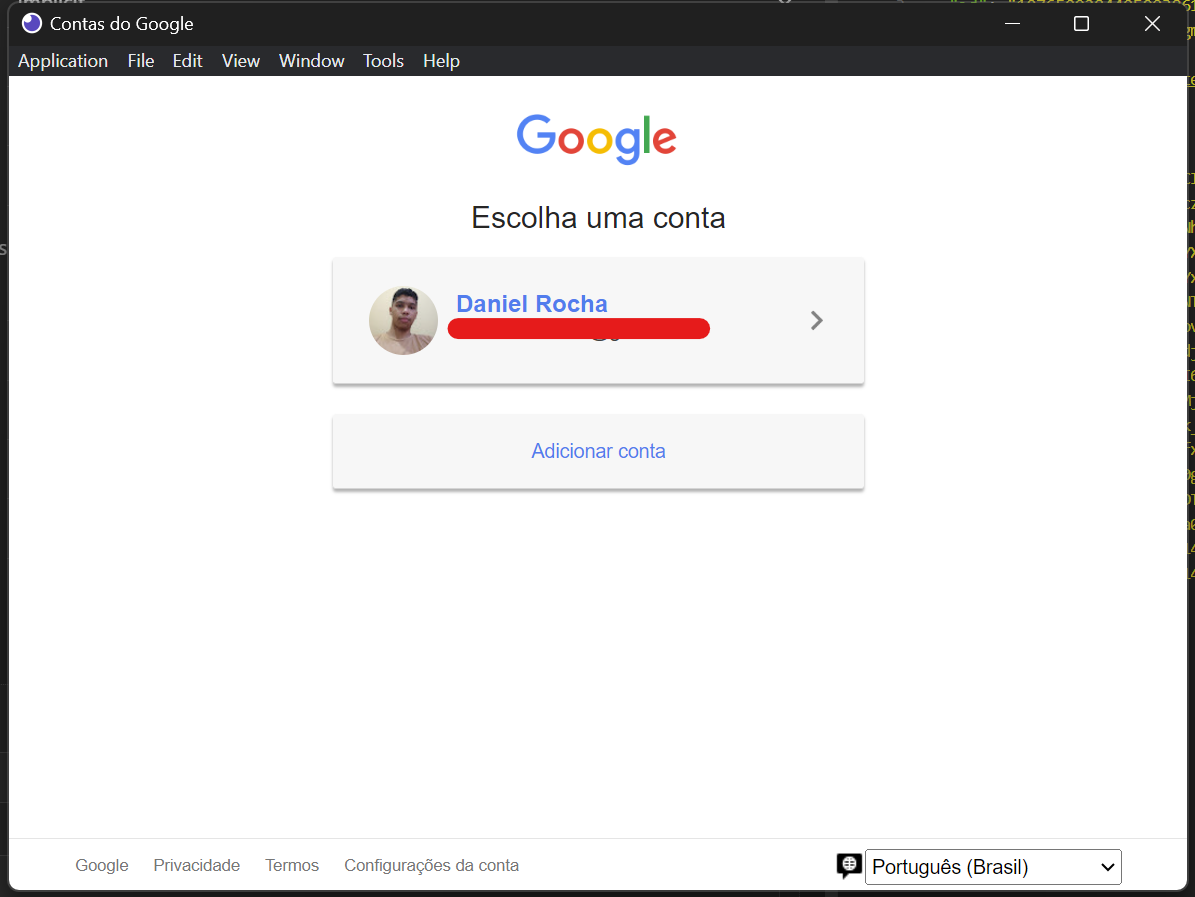 Contas do Google
Application File Edit View Window Tools Help
Google
Escolha uma conta
Daniel Rocha
Adicionar conta
Google Privacidade Termos Configurações da conta
Português (Brasil)